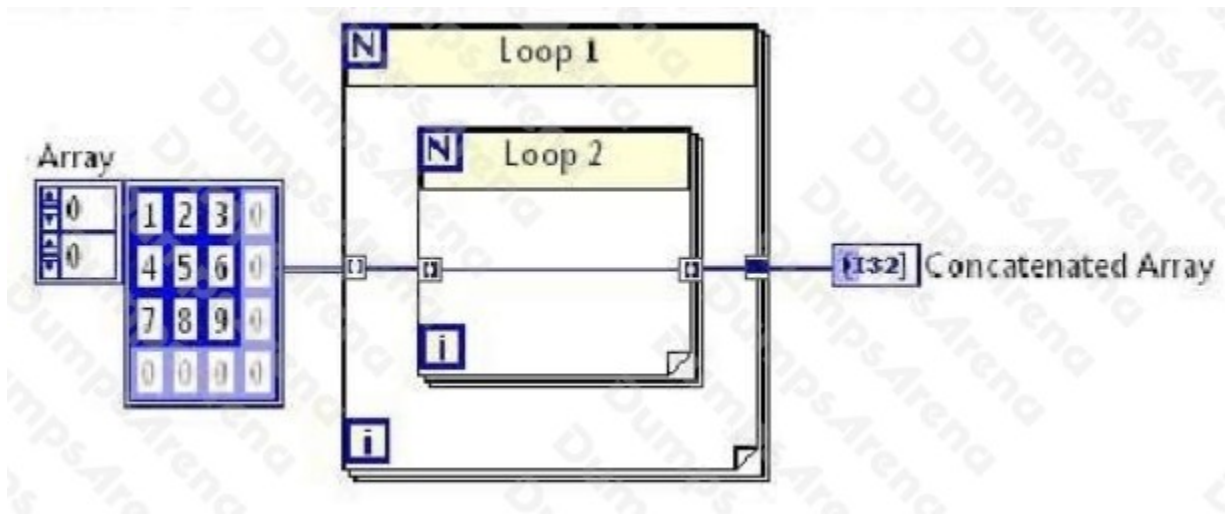 N
Loop 1
N
Loop 2
Array
0
0
1 2 3 0
4 5 6 0
7 8 9 0
0 0 0 0
[I32]
Concatenated Array
i
i
DumpsArena